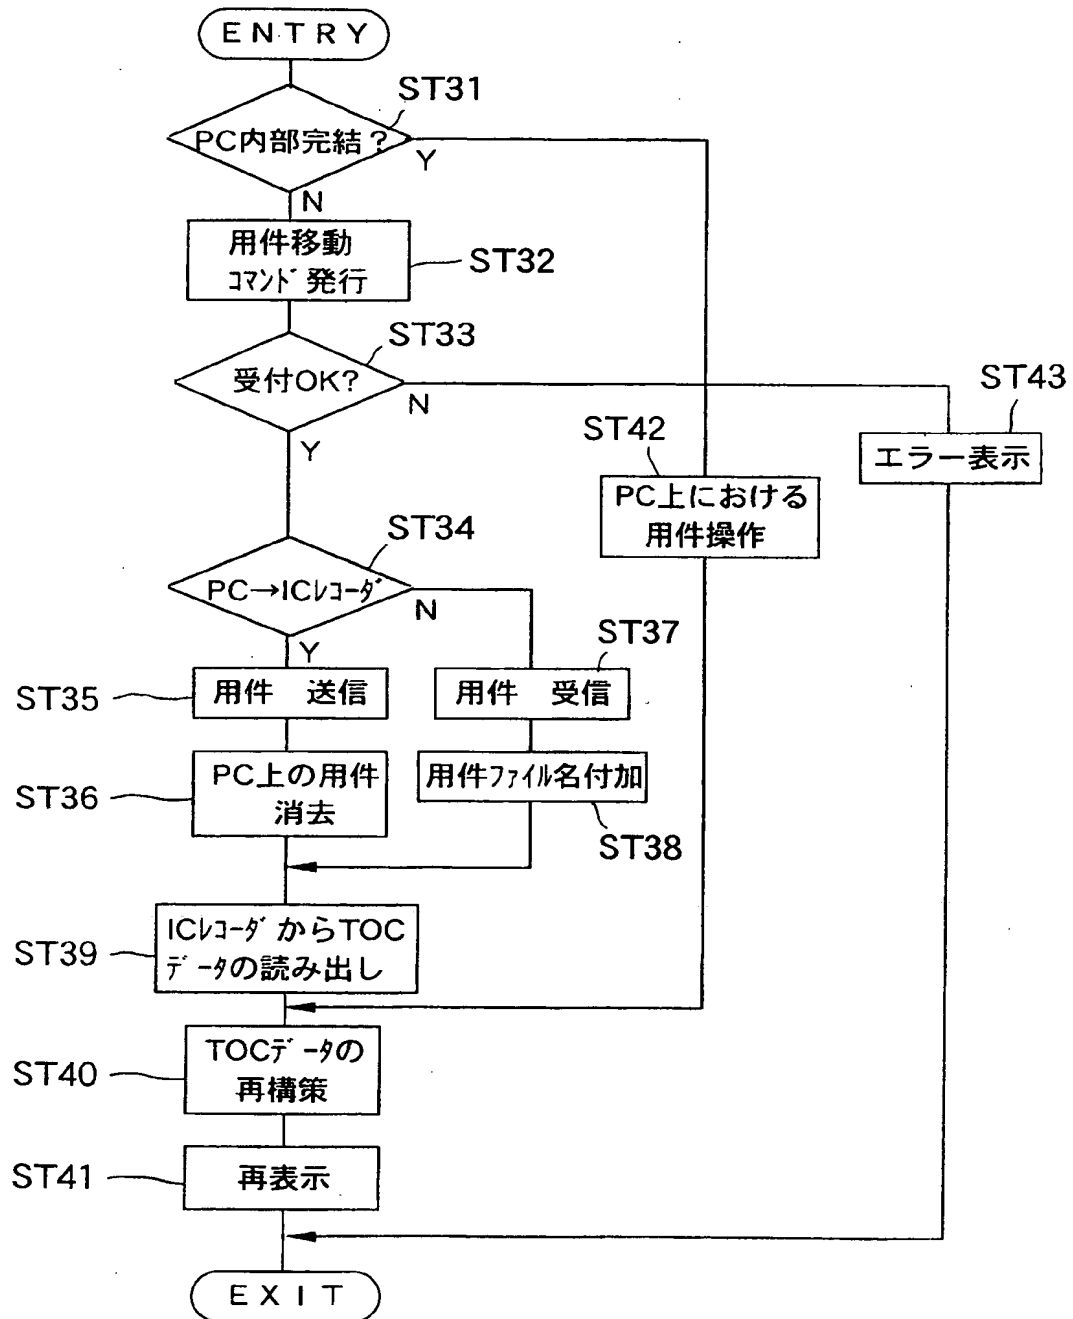 ENTRY
ST31
PC内部完結?
Y
N
用件移動
コマンド発行
ST32
ST33
受付OK?
N
Y
ST43
エラー表示
ST42
PC上における
用件操作
ST34
PC→ICレコーダ
N
Y
ST37
ST35
用件 送信
用件 受信
ST36
PC上の用件
消去
用件ファイル名付加
ST38
ST39
ICレコーダからTOC
データの読み出し
ST40
TOCデータの
再構策
ST41
再表示
EXIT